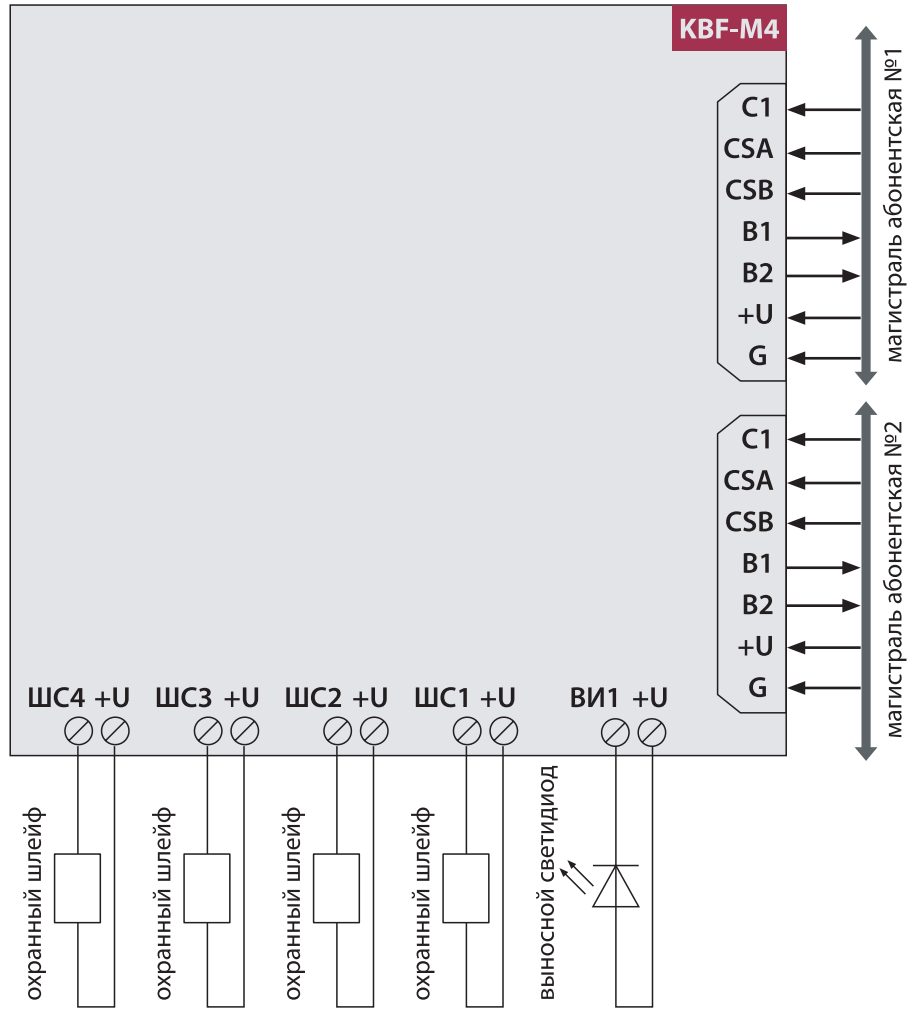 KBF-M4
C1
CSA
CSB
B1
B2
+U
G
магистраль абонентская №1
C1
CSA
CSB
B1
B2
+U
G
магистраль абонентская №2
ШС4 +U
ШС3 +U
ШС2 +U
ШС1 +U
ВИ1 +U
охранный шлейф
охранный шлейф
охранный шлейф
охранный шлейф
выносной светидиод